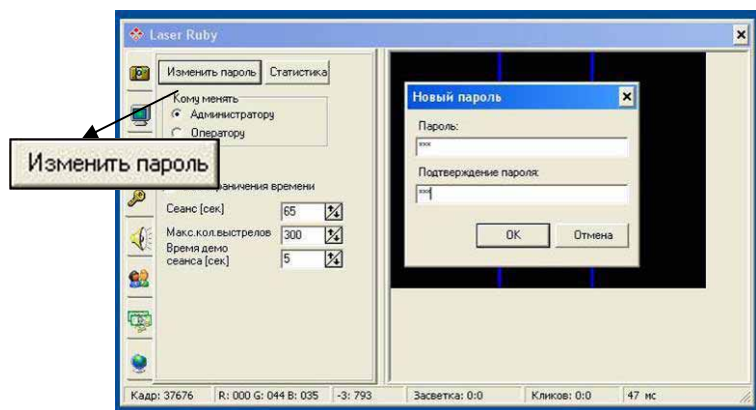 Laser Ruby
Изменить пароль
Статистика
Кому менять
Администратору
Оператору
Изменить пароль
времени
Сеанс [сек]
65
Макс.кол.выстрелов
300
Время демо
сеанса [сек]
5
Новый пароль
Пароль:
***
Подтверждение пароля:
***
OK
Отмена
Кадр: 37676
R: 000 G: 044 B: 035
-3: 793
Засветка: 0:0
Кликов: 0:0
47 мс